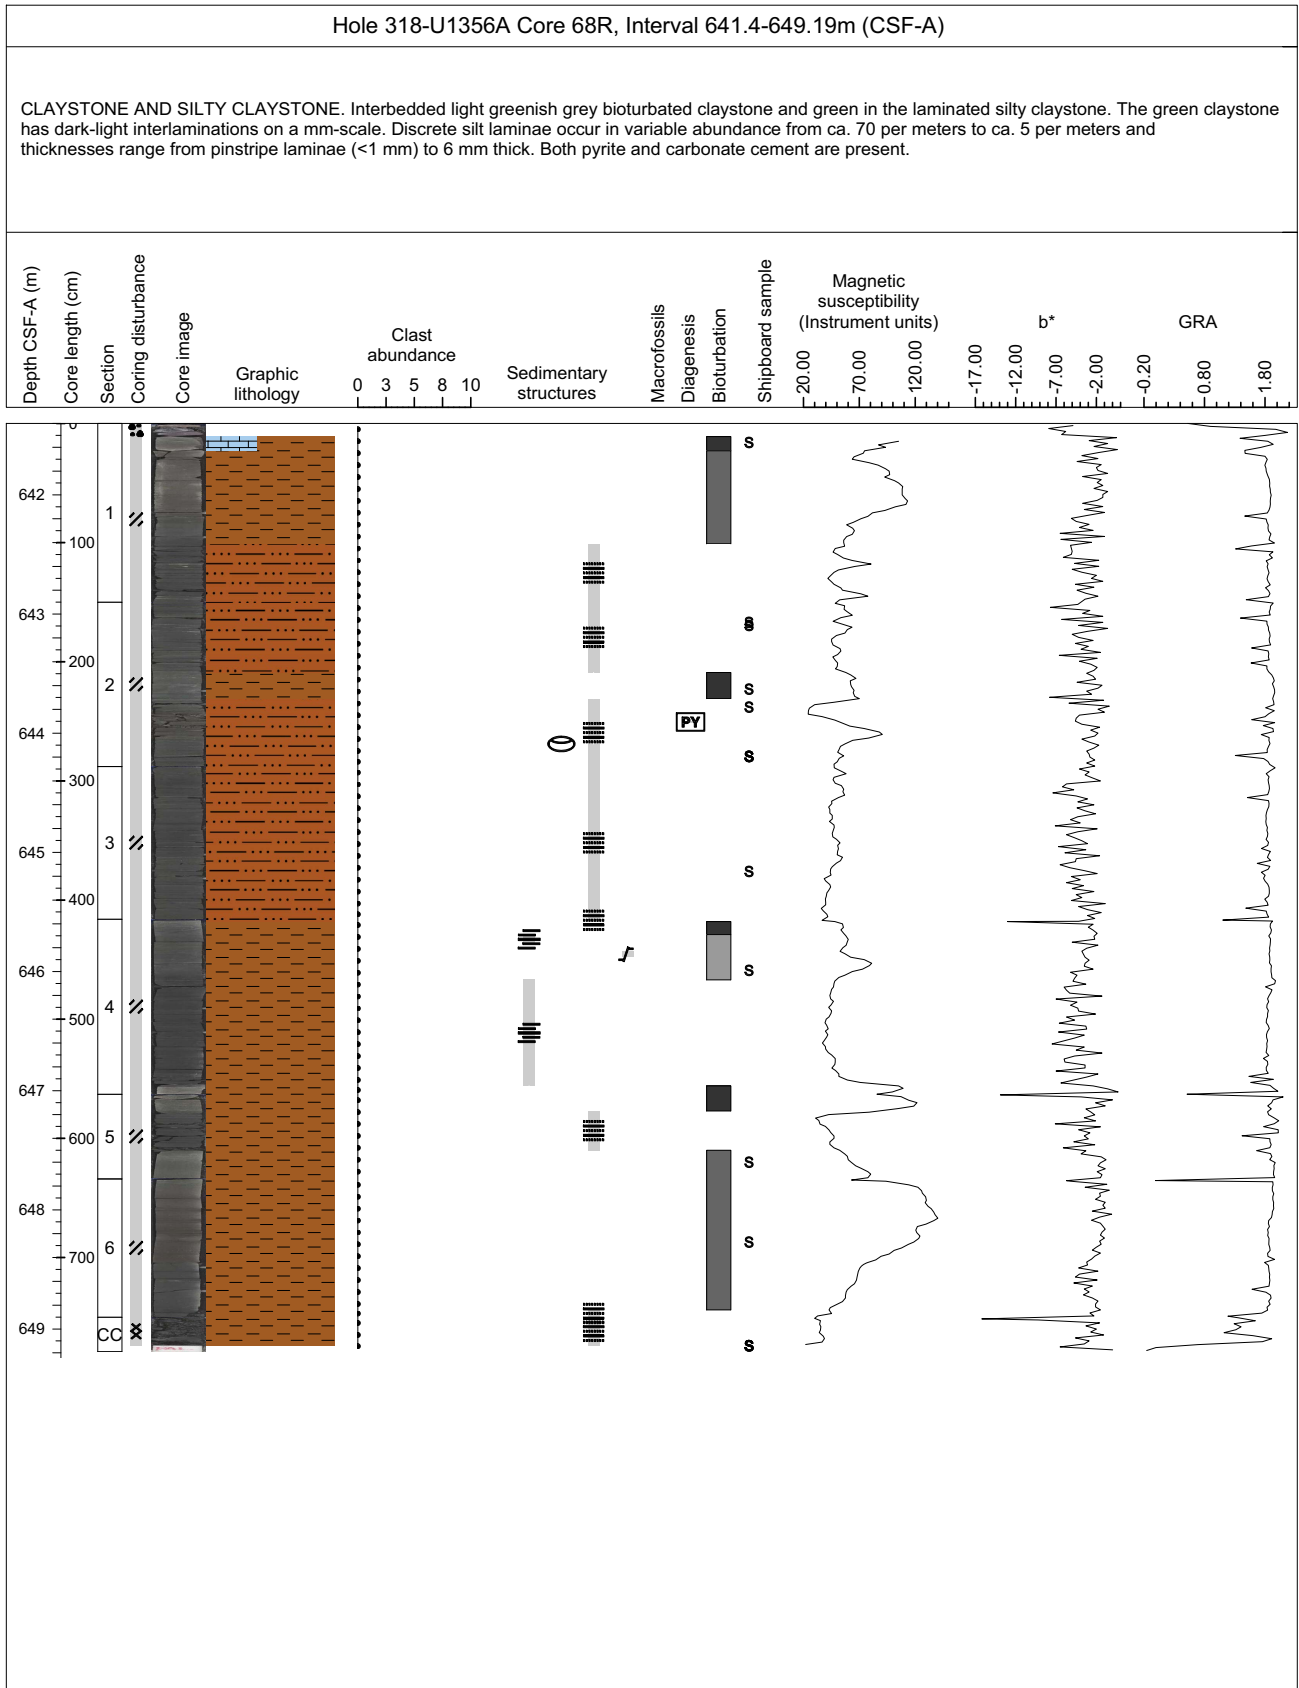 Hole 318-U1356A Core 68R, Interval 641.4-649.19m (CSF-A)
CLAYSTONE AND SILTY CLAYSTONE. Interbedded light greenish grey bioturbated claystone and green in the laminated silty claystone. The green claystone
has dark-light interlaminations on a mm-scale. Discrete silt laminae occur in variable abundance from ca. 70 per meters to ca. 5 per meters and
thicknesses range from pinstripe laminae (<1 mm) to 6 mm thick. Both pyrite and carbonate cement are present.
Depth CSF-A (m)
Core length (cm)
Section
Coring disturbance
Core image
Graphic
lithology
Clast
abundance
0 3 5 8 10
Sedimentary
structures
Macrofossils
Diagenesis
Bioturbation
Shipboard sample
Magnetic
susceptibility
(Instrument units)
20.00 70.00 120.00
b*
-17.00 -12.00 -7.00 -2.00
GRA
-0.20 0.80 1.80
0
S
642
1
100
643
S
S
200
2
S
S
PY
644
S
300
3
645
S
400
646
S
4
500
647
600
5
S
648
S
6
700
649
CC
S